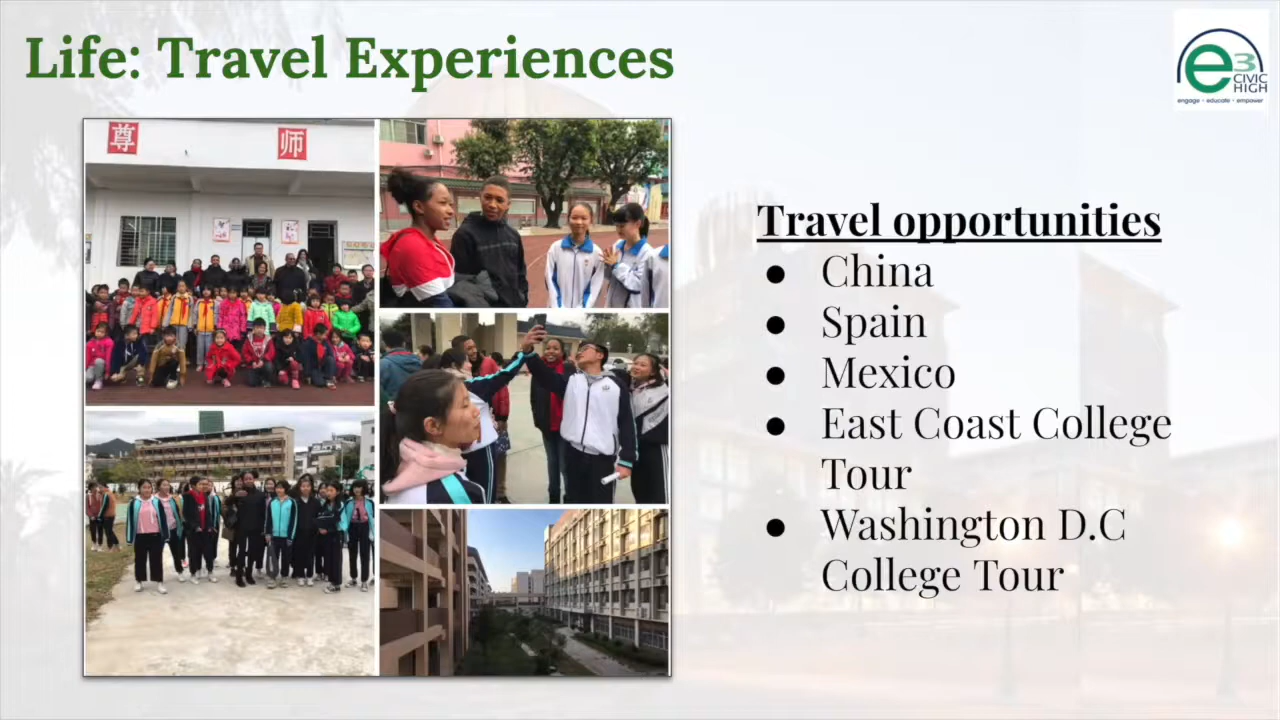 Life: Travel Experiences
e3
CIVIC
HIGH
engage - educate - empower
尊 师
Travel opportunities
● China
● Spain
● Mexico
● East Coast College
Tour
● Washington D.C
College Tour